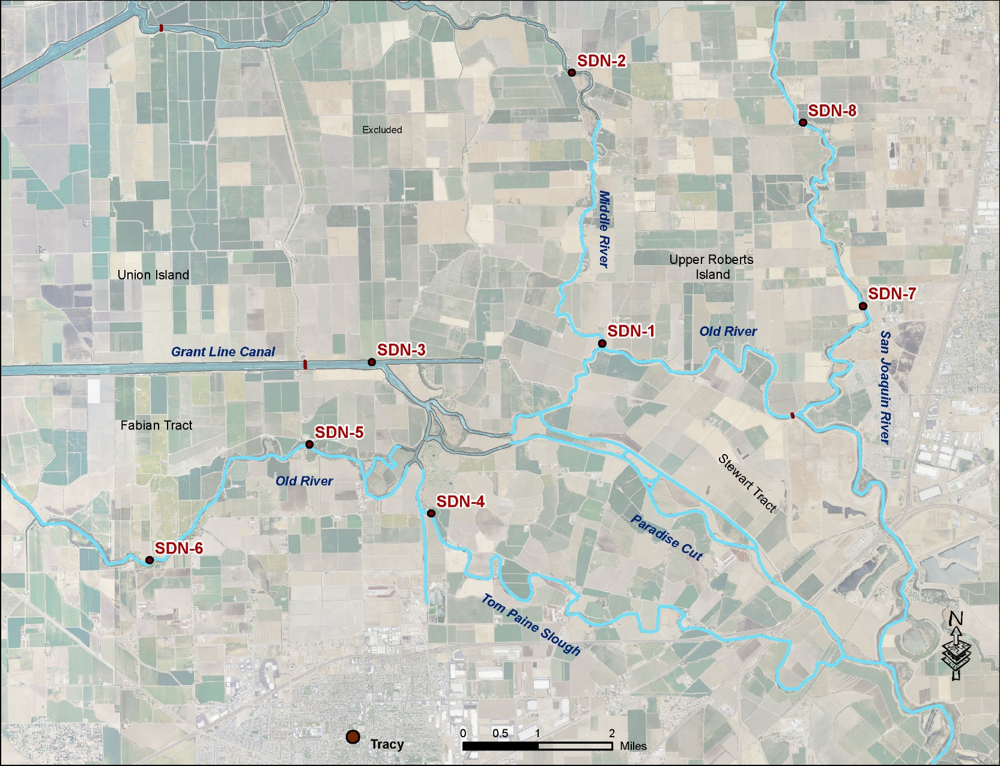 SDN-2
SDN-8
Excluded
Middle River
Upper Roberts
Island
Union Island
SDN-7
SDN-1
Old River
San Joaquin River
Grant Line Canal
SDN-3
Fabian Tract
SDN-5
Old River
Stewart Tract
SDN-4
Paradise Cut
SDN-6
Tom Paine Slough
N
Tracy
0 0.5 1 2
Miles